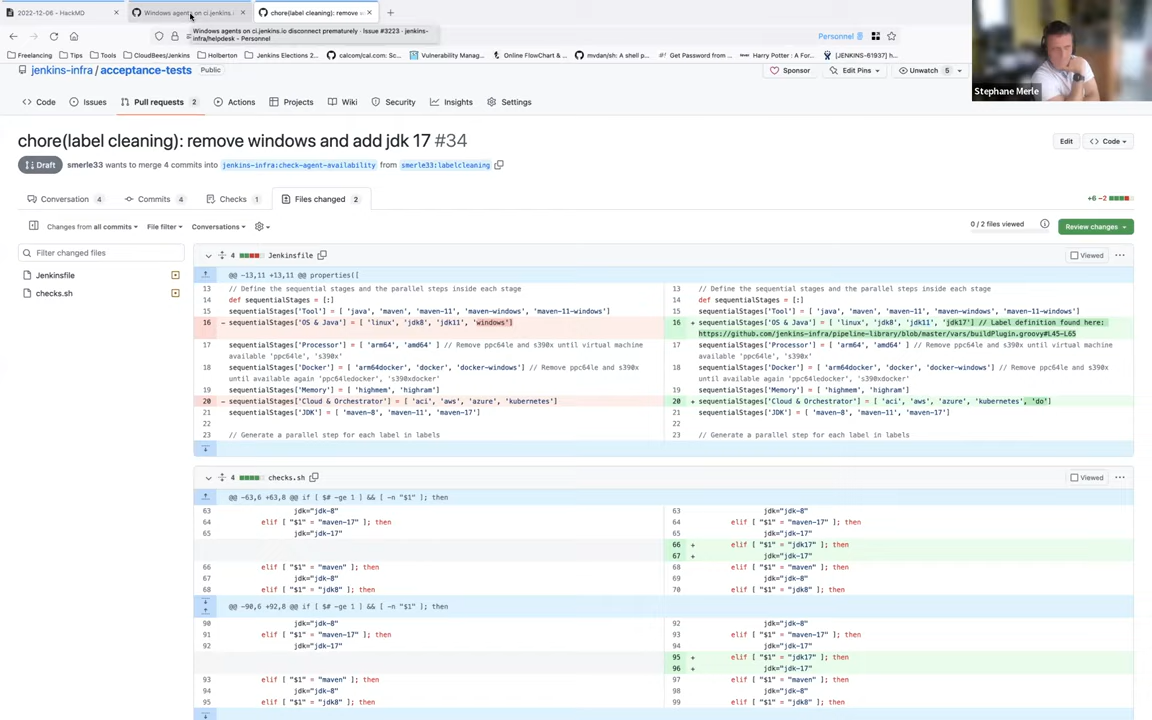 2022-12-06 - HackMD
Windows agents on ci.jenkins.
chore(label cleaning): remove
Windows agents on ci.jenkins.io disconnect prematurely · Issue #3223 · jenkins-
infra/helpdesk - Personnel
Personnel
Freelancing
Tips
Tools
CloudBees/Jenkins
Holberton
Jenkins Elections 2...
calcom/cal.com: Sc...
Vulnerability Mana...
Online FlowChart & ...
mvdan/sh: A shell p...
Get Password from ...
Harry Potter : A Hi...
[JENKINS-61937] h...
jenkins-infra / acceptance-tests
Public
Sponsor
Edit Pins
Unwatch 5
Stephane Merle
Code
Issues
Pull requests 2
Actions
Projects
Wiki
Security
Insights
Settings
chore(label cleaning): remove windows and add jdk 17 #34
Edit
Code
Draft
smerle33 wants to merge 4 commits into jenkins-infra:check-agent-availability from smerle33:labelcleaning
Conversation 4
Commits 4
Checks 1
Files changed 2
+6 −2
Changes from all commits
File filter
Conversations
0 / 2 files viewed
Review changes
Filter changed files
Jenkinsfile
checks.sh
4 Jenkinsfile
Viewed
@@ -13,11 +13,11 @@ properties([
13 // Define the sequential stages and the parallel steps inside each stage
14 def sequentialStages = [:]
15 sequentialStages['Tool'] = [ 'java', 'maven', 'maven-11', 'maven-windows', 'maven-11-windows']
16 - sequentialStages['OS & Java'] = [ 'linux', 'jdk8', 'jdk11', 'windows']
17 sequentialStages['Processor'] = [ 'arm64', 'amd64' ] // Remove ppc64le and s390x until virtual machine
available 'ppc64le', 's390x'
18 sequentialStages['Docker'] = [ 'arm64docker', 'docker', 'docker-windows'] // Remove ppc64le and s390x
until available again 'ppc64ledocker', 's390xdocker'
19 sequentialStages['Memory'] = [ 'highmem', 'highram']
20 - sequentialStages['Cloud & Orchestrator'] = [ 'aci', 'aws', 'azure', 'kubernetes']
21 sequentialStages['JDK'] = [ 'maven-8', 'maven-11', 'maven-17']
22
23 // Generate a parallel step for each label in labels
13 // Define the sequential stages and the parallel steps inside each stage
14 def sequentialStages = [:]
15 sequentialStages['Tool'] = [ 'java', 'maven', 'maven-11', 'maven-windows', 'maven-11-windows']
16 + sequentialStages['OS & Java'] = [ 'linux', 'jdk8', 'jdk11', 'jdk17'] // Label definition found here:
https://github.com/jenkins-infra/pipeline-library/blob/master/vars/buildPlugin.groovy#L45-L65
17 sequentialStages['Processor'] = [ 'arm64', 'amd64' ] // Remove ppc64le and s390x until virtual machine
available 'ppc64le', 's390x'
18 sequentialStages['Docker'] = [ 'arm64docker', 'docker', 'docker-windows'] // Remove ppc64le and s390x
until available again 'ppc64ledocker', 's390xdocker'
19 sequentialStages['Memory'] = [ 'highmem', 'highram']
20 + sequentialStages['Cloud & Orchestrator'] = [ 'aci', 'aws', 'azure', 'kubernetes', 'do']
21 sequentialStages['JDK'] = [ 'maven-8', 'maven-11', 'maven-17']
22
23 // Generate a parallel step for each label in labels
4 checks.sh
Viewed
@@ -63,6 +63,8 @@ if [ $# -ge 1 ] && [ -n "$1" ]; then
63 jdk="jdk-8"
64 elif [ "$1" = "maven-17" ]; then
65 jdk="jdk-17"
66 elif [ "$1" = "maven" ]; then
67 jdk="jdk-8"
68 elif [ "$1" = "jdk8" ]; then
63 jdk="jdk-8"
64 elif [ "$1" = "maven-17" ]; then
65 jdk="jdk-17"
66 + elif [ "$1" = "jdk17" ]; then
67 + jdk="jdk-17"
68 elif [ "$1" = "maven" ]; then
69 jdk="jdk-8"
70 elif [ "$1" = "jdk8" ]; then
@@ -90,6 +92,8 @@ if [ $# -ge 1 ] && [ -n "$1" ]; then
90 jdk="jdk-8"
91 elif [ "$1" = "maven-17" ]; then
92 jdk="jdk-17"
93 elif [ "$1" = "maven" ]; then
94 jdk="jdk-8"
95 elif [ "$1" = "jdk8" ]; then
92 jdk="jdk-8"
93 elif [ "$1" = "maven-17" ]; then
94 jdk="jdk-17"
95 + elif [ "$1" = "jdk17" ]; then
96 + jdk="jdk-17"
97 elif [ "$1" = "maven" ]; then
98 jdk="jdk-8"
99 elif [ "$1" = "jdk8" ]; then